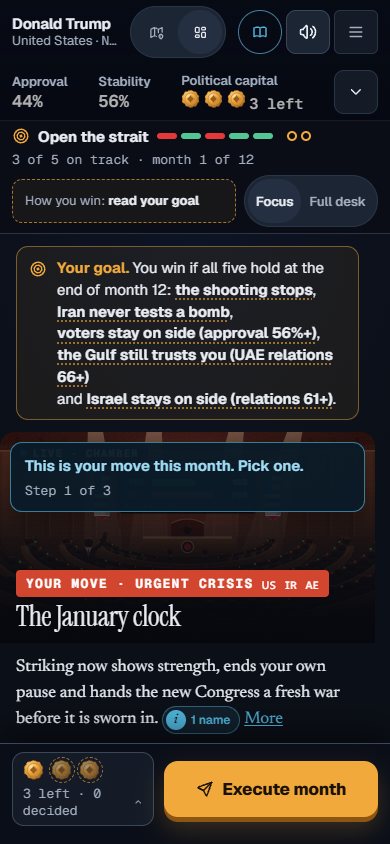 Donald Trump
United States · N…
Approval
44%
Stability
56%
Political capital
3 left
Open the strait
3 of 5 on track · month 1 of 12
How you win: read your goal
Focus
Full desk
Your goal. You win if all five hold at the
end of month 12: the shooting stops,
Iran never tests a bomb,
voters stay on side (approval 56%+),
the Gulf still trusts you (UAE relations
66+)
and Israel stays on side (relations 61+).
This is your move this month. Pick one.
Step 1 of 3
YOUR MOVE · URGENT CRISIS US IR AE
The January clock
Striking now shows strength, ends your own
pause and hands the new Congress a fresh war
before it is sworn in. i 1 name More
3 left · 0
decided
Execute month